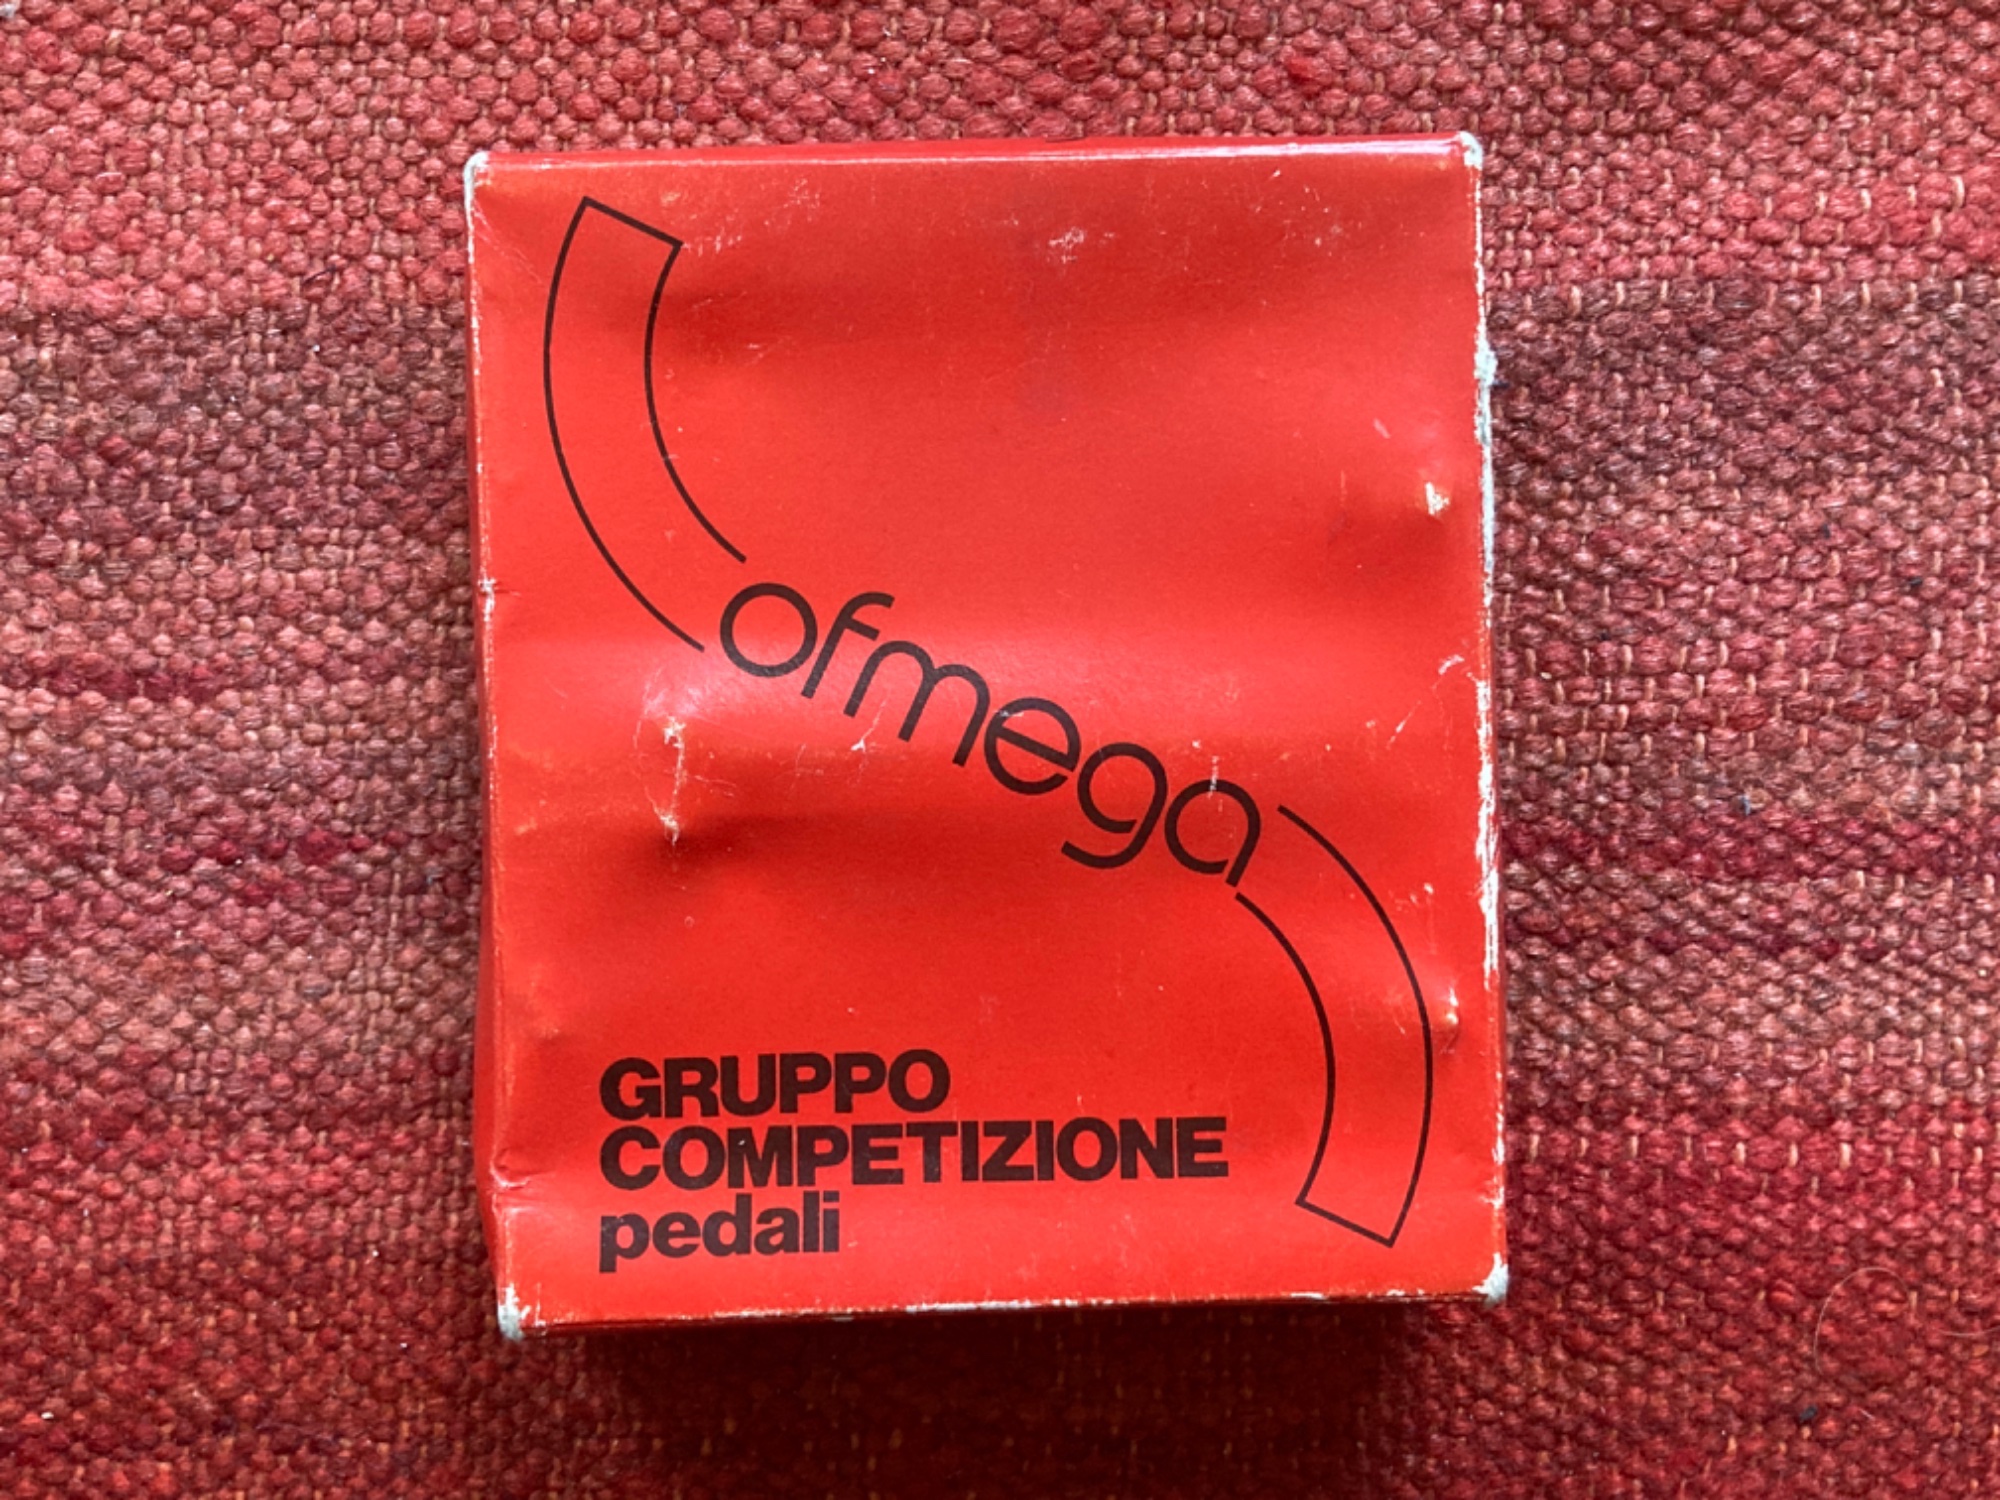 ofmega
GRUPPO
COMPETIZIONE
pedali